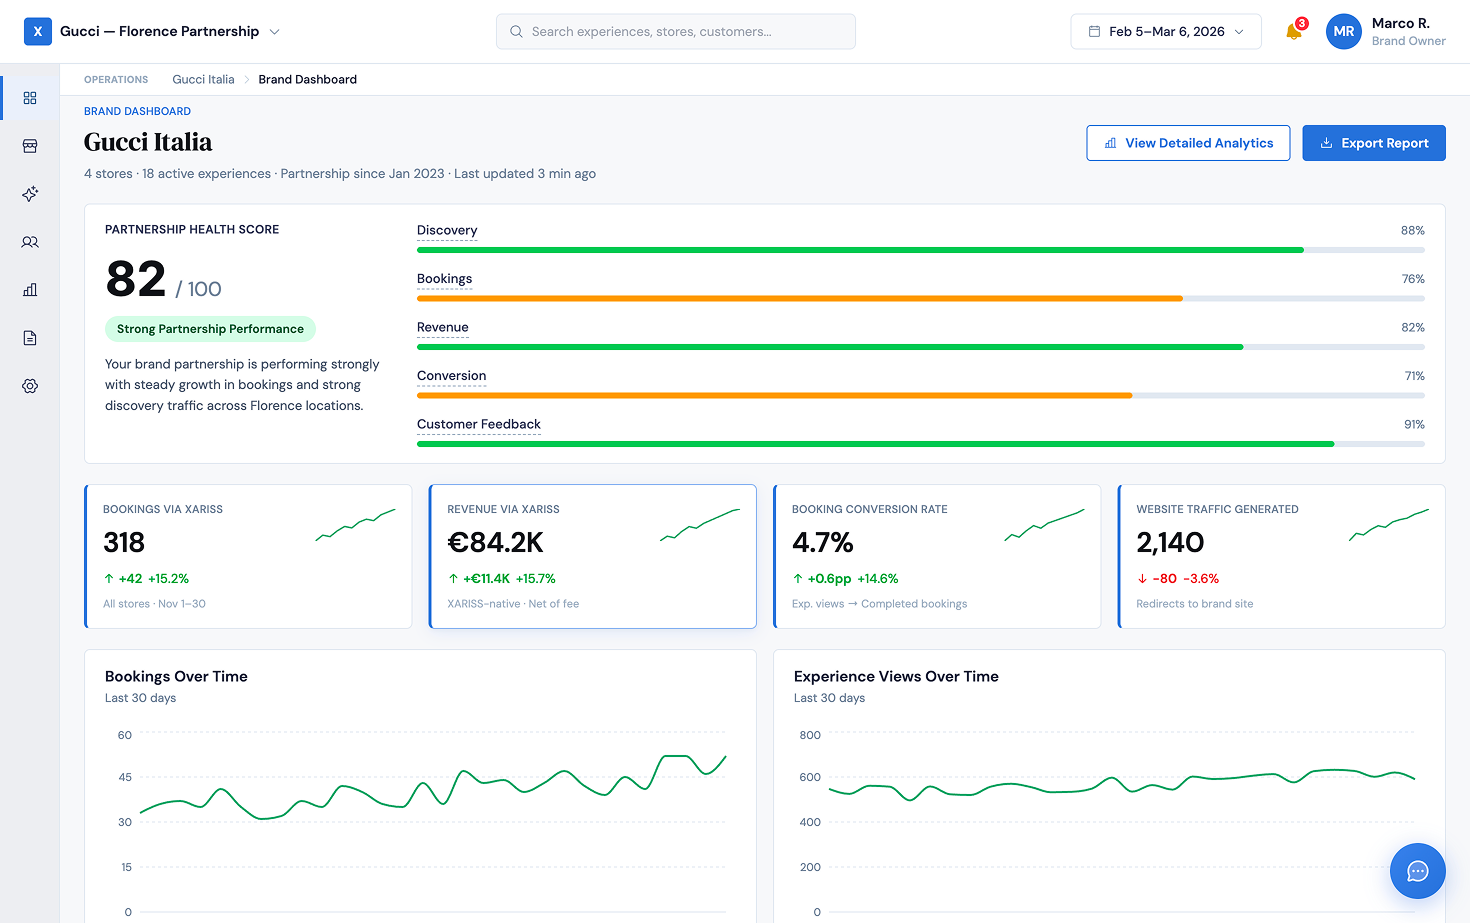 X
Gucci — Florence Partnership
Search experiences, stores, customers...
Feb 5–Mar 6, 2026
3
MR
Marco R.
Brand Owner
OPERATIONS
Gucci Italia
Brand Dashboard
BRAND DASHBOARD
Gucci Italia
4 stores · 18 active experiences · Partnership since Jan 2023 · Last updated 3 min ago
View Detailed Analytics
Export Report
PARTNERSHIP HEALTH SCORE
82 / 100
Strong Partnership Performance
Your brand partnership is performing strongly
with steady growth in bookings and strong
discovery traffic across Florence locations.
Discovery 88%
Bookings 76%
Revenue 82%
Conversion 71%
Customer Feedback 91%
BOOKINGS VIA XARISS
318
↑ +42 +15.2%
All stores · Nov 1–30
REVENUE VIA XARISS
€84.2K
↑ +€11.4K +15.7%
XARISS-native · Net of fee
BOOKING CONVERSION RATE
4.7%
↑ +0.6pp +14.6%
Exp. views → Completed bookings
WEBSITE TRAFFIC GENERATED
2,140
↓ -80 -3.6%
Redirects to brand site
Bookings Over Time
Last 30 days
60
45
30
15
0
Experience Views Over Time
Last 30 days
800
600
400
200
0